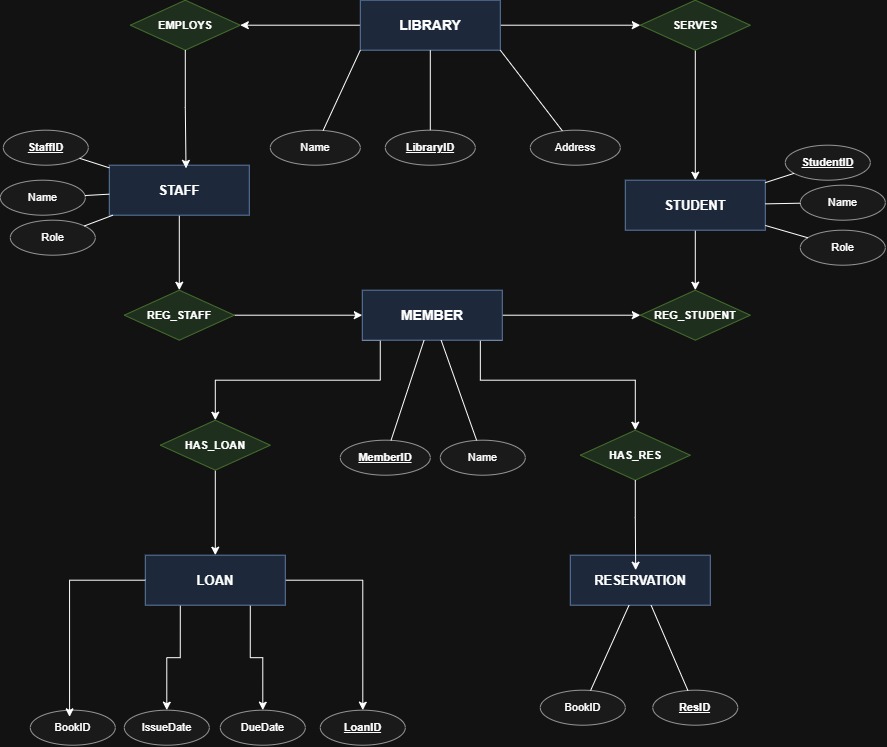 EMPLOYS
LIBRARY
SERVES
Name
LibraryID
Address
StaffID
STAFF
Name
Role
StudentID
STUDENT
Name
Role
REG_STAFF
MEMBER
REG_STUDENT
HAS_LOAN
MemberID
Name
HAS_RES
LOAN
RESERVATION
BookID
IssueDate
DueDate
LoanID
BookID
ResID